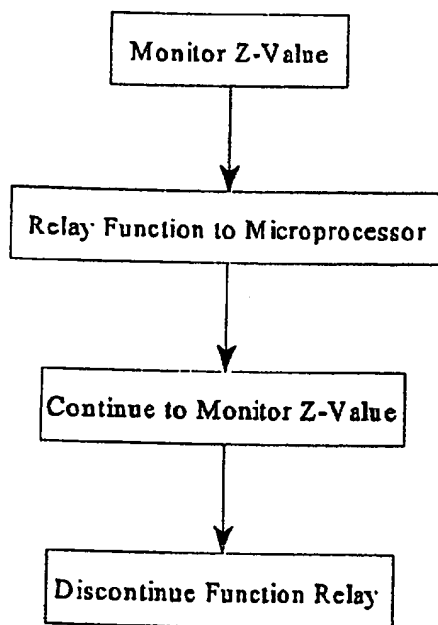 Monitor Z-Value
Relay Function to Microprocessor
Continue to Monitor Z-Value
Discontinue Function Relay